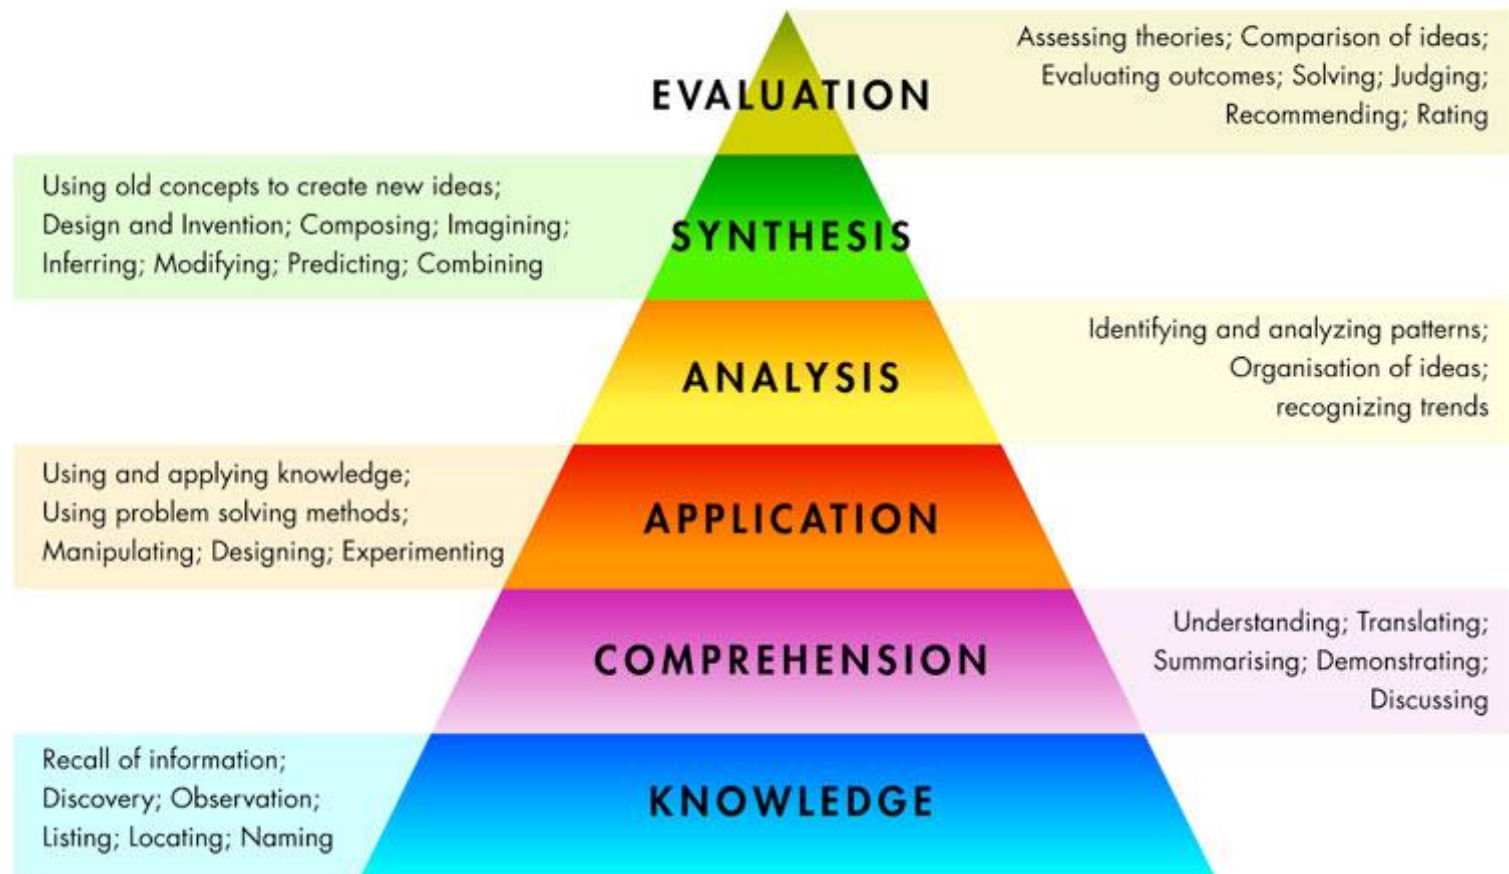 EVALUATION
Assessing theories; Comparison of ideas;
Evaluating outcomes; Solving; Judging;
Recommending; Rating
Using old concepts to create new ideas;
Design and Invention; Composing; Imagining;
Inferring; Modifying; Predicting; Combining
SYNTHESIS
ANALYSIS
Identifying and analyzing patterns;
Organisation of ideas;
recognizing trends
Using and applying knowledge;
Using problem solving methods;
Manipulating; Designing; Experimenting
APPLICATION
COMPREHENSION
Understanding; Translating;
Summarising; Demonstrating;
Discussing
Recall of information;
Discovery; Observation;
Listing; Locating; Naming
KNOWLEDGE